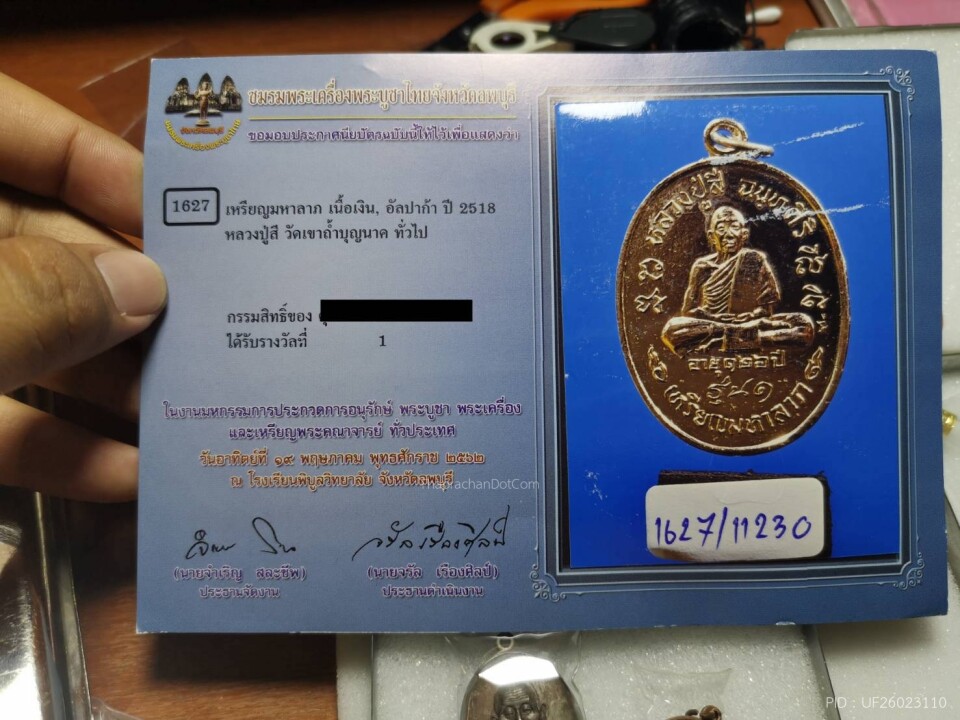 ชมรมพระเครื่องพระบูชาไทยจังหวัดลพบุรี
ขอมอบประกาศนียบัตรฉบับนี้ให้ไว้เพื่อแสดงว่า
1627
เหรียญมหาลาภ เนื้อเงิน, อัลปาก้า ปี 2518
หลวงปู่สี วัดเขาถ้ำบุญนาค ทั่วไป
กรรมสิทธิ์ของ
ได้รับรางวัลที่ 1
ในงานมหกรรมการประกวดการอนุรักษ์ พระบูชา พระเครื่อง
และเหรียญพระคณาจารย์ ทั่วประเทศ
วันอาทิตย์ที่ ๑๙ พฤษภาคม พุทธศักราช ๒๕๖๒
ณ โรงเรียนพิบูลวิทยาลัย จังหวัดลพบุรี
ThaprachanDotCom
(นายจำเริญ สละชีพ)
ประธานจัดงาน
(นายจรัล เรืองศิลป์)
ประธานดำเนินงาน
หลวงปู่สี ฉนฺทสิริ
อายุ ๑๒๖ ปี
เหรียญมหาลาภ
1627/11230
PID : UF26023110